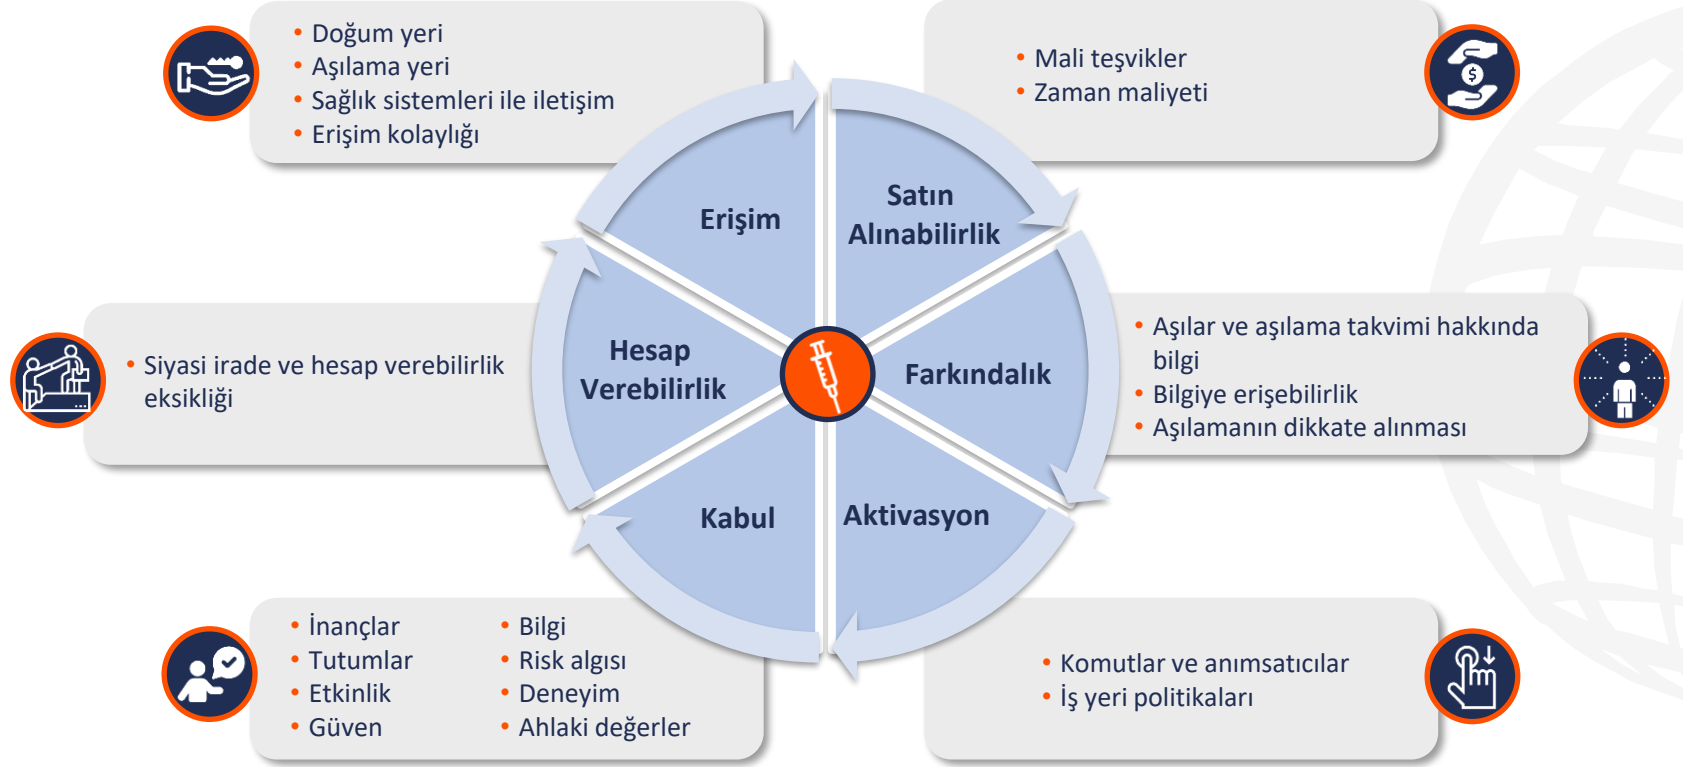 • Doğum yeri
• Aşılama yeri
• Sağlık sistemleri ile iletişim
• Erişim kolaylığı
• Mali teşvikler
• Zaman maliyeti
Erişim
Satın
Alınabilirlik
• Siyasi irade ve hesap verebilirlik
eksikliği
Hesap
Verebilirlik
Farkındalık
• Aşılar ve aşılama takvimi hakkında
bilgi
• Bilgiye erişebilirlik
• Aşılamanın dikkate alınması
Kabul
Aktivasyon
• İnançlar
• Tutumlar
• Etkinlik
• Güven
• Bilgi
• Risk algısı
• Deneyim
• Ahlaki değerler
• Komutlar ve anımsatıcılar
• İş yeri politikaları
$